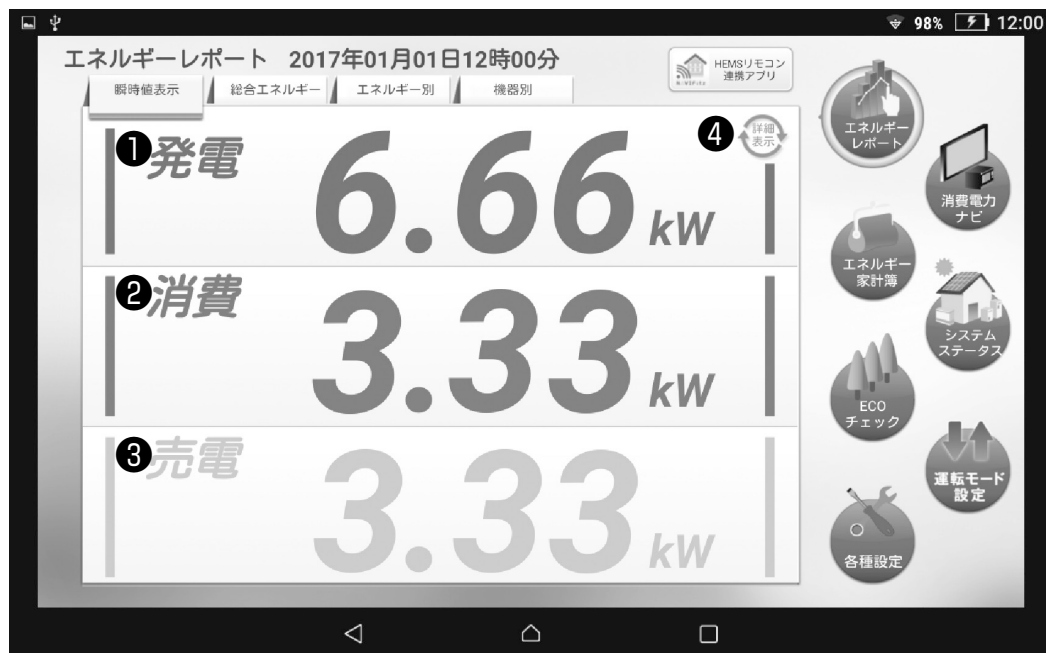 98% 12:00
エネルギーレポート 2017年01月01日12時00分
HEMSリモコン
連携アプリ
瞬時値表示 総合エネルギー エネルギー別 機器別
❶発電 6.66 kW
❹ 詳細
表示
❷消費 3.33 kW
❸売電 3.33 kW
エネルギー
レポート
消費電力
ナビ
エネルギー
家計簿
システム
ステータス
ECO
チェック
運転モード
設定
各種設定